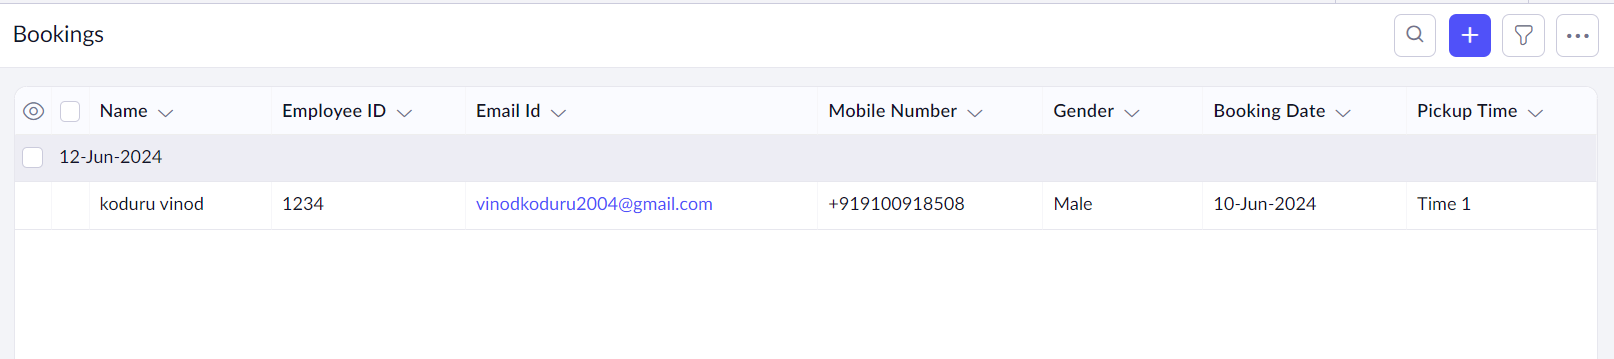 Bookings
Name Employee ID Email Id Mobile Number Gender Booking Date Pickup Time
12-Jun-2024
koduru vinod 1234 vinodkoduru2004@gmail.com +919100918508 Male 10-Jun-2024 Time 1